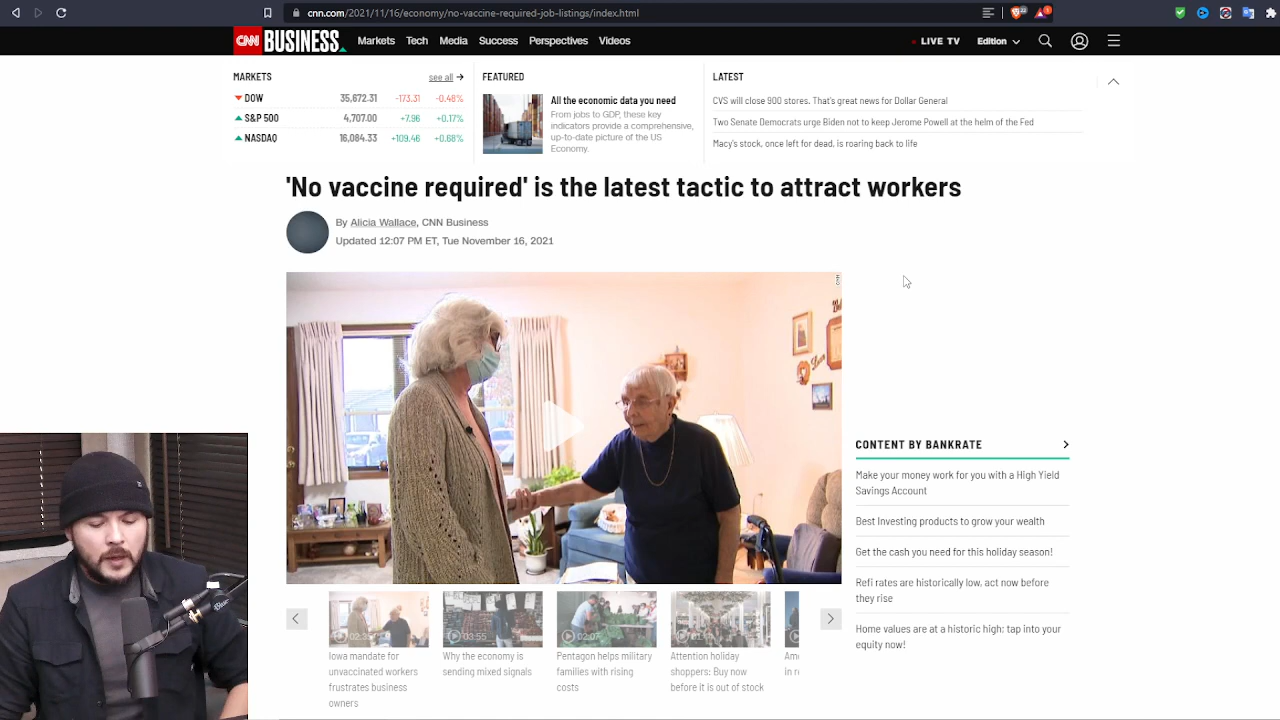 cnn.com/2021/11/16/economy/no-vaccine-required-job-listings/index.html
CNN BUSINESS Markets Tech Media Success Perspectives Videos LIVE TV Edition
MARKETS see all
DOW 35,672.31 -173.31 -0.48%
S&P 500 4,707.00 +7.96 +0.17%
NASDAQ 16,084.33 +109.46 +0.68%
FEATURED
All the economic data you need
From jobs to GDP, these key
indicators provide a comprehensive,
up-to-date picture of the US
Economy.
LATEST
CVS will close 900 stores. That's great news for Dollar General
Two Senate Democrats urge Biden not to keep Jerome Powell at the helm of the Fed
Macy's stock, once left for dead, is roaring back to life
'No vaccine required' is the latest tactic to attract workers
By Alicia Wallace, CNN Business
Updated 12:07 PM ET, Tue November 16, 2021
CONTENT BY BANKRATE
Make your money work for you with a High Yield
Savings Account
Best Investing products to grow your wealth
Get the cash you need for this holiday season!
Refi rates are historically low, act now before
they rise
Home values are at a historic high; tap into your
equity now!
02:35
Iowa mandate for
unvaccinated workers
frustrates business
owners
03:55
Why the economy is
sending mixed signals
02:07
Pentagon helps military
families with rising
costs
Attention holiday
shoppers: Buy now
before it is out of stock
in r